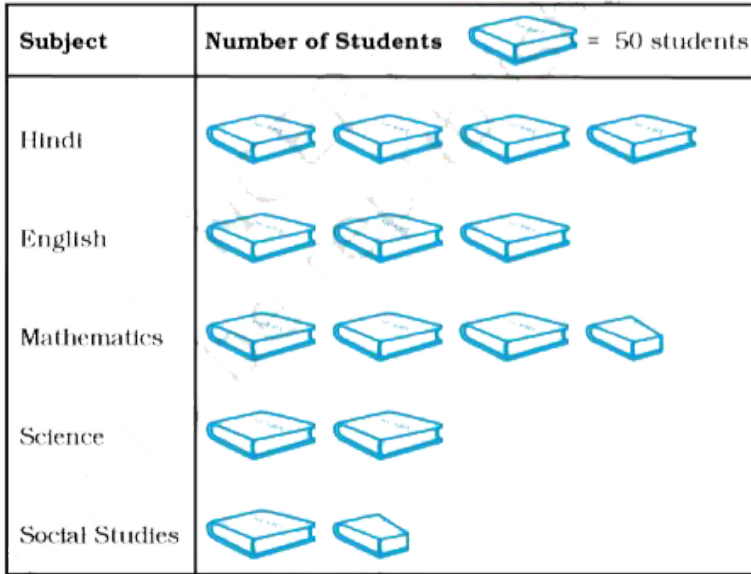 Subject
Number of Students = 50 students
Hindi
English
Mathematics
Science
Social Studies